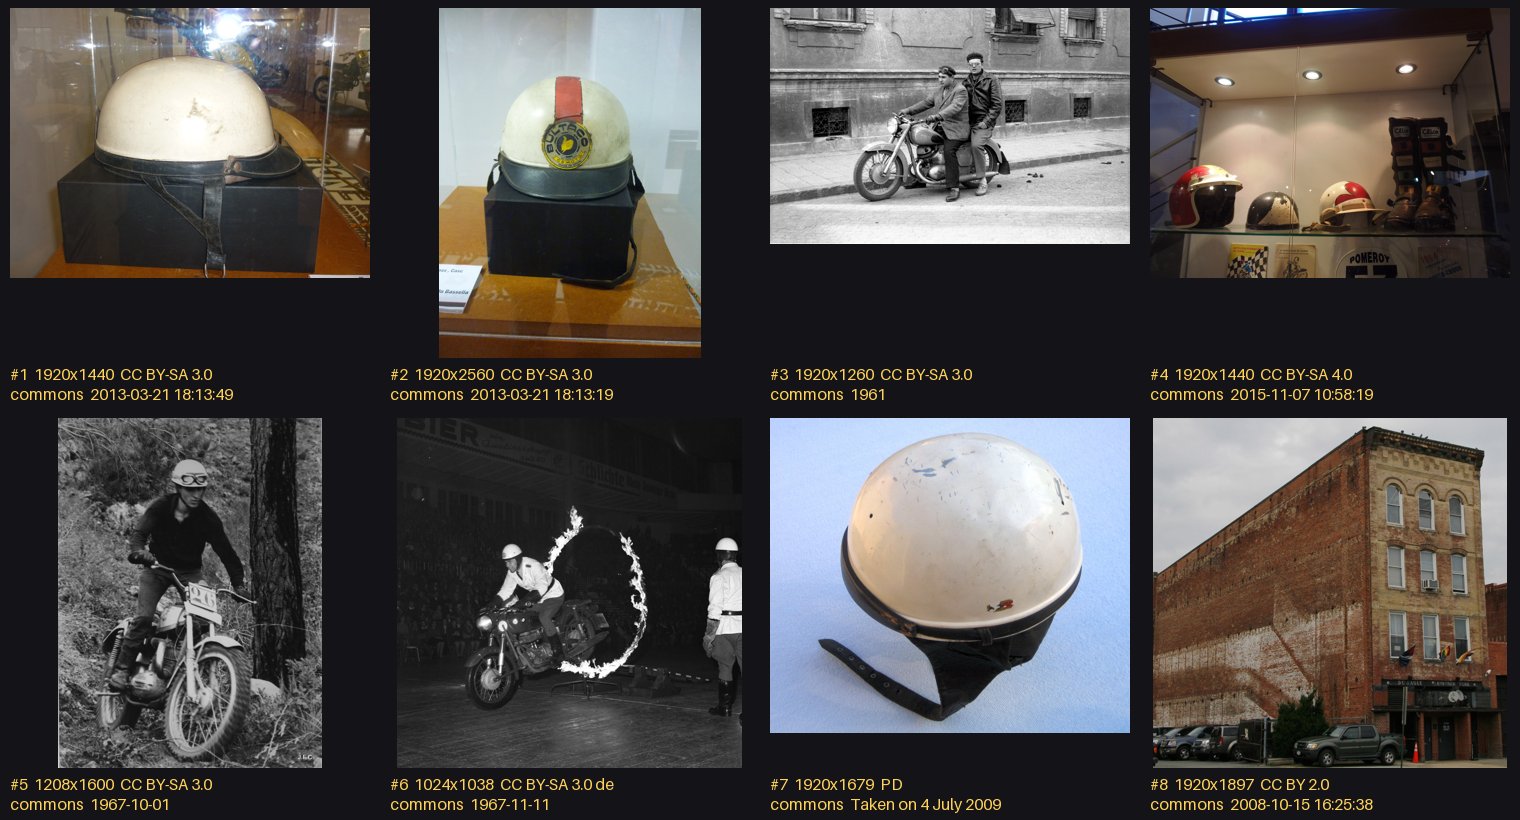 #1 1920x1440 CC BY-SA 3.0
commons 2013-03-21 18:13:49
BULTACO
#2 1920x2560 CC BY-SA 3.0
commons 2013-03-21 18:13:19
#3 1920x1260 CC BY-SA 3.0
commons 1961
POMEROY
#4 1920x1440 CC BY-SA 4.0
commons 2015-11-07 10:58:19
#5 1208x1600 CC BY-SA 3.0
commons 1967-10-01
BIER
#6 1024x1038 CC BY-SA 3.0 de
commons 1967-11-11
#7 1920x1679 PD
commons Taken on 4 July 2009
#8 1920x1897 CC BY 2.0
commons 2008-10-15 16:25:38